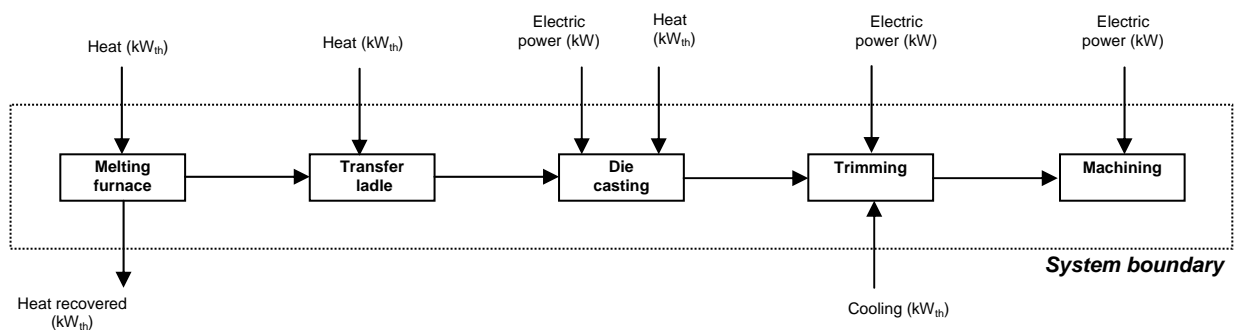 Heat (kWth)
Heat (kWth)
Electric
power (kW)
Heat
(kWth)
Electric
power (kW)
Electric
power (kW)
Melting
furnace
Transfer
ladle
Die
casting
Trimming
Machining
System boundary
Heat recovered
(kWth)
Cooling (kWth)